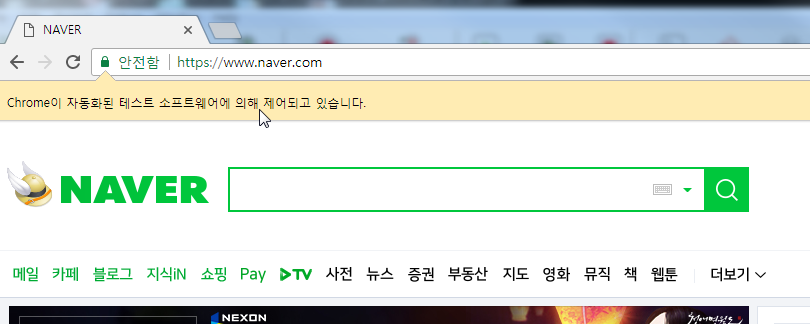 NAVER
안전함 | https://www.naver.com
Chrome이 자동화된 테스트 소프트웨어에 의해 제어되고 있습니다.
NAVER
메일 카페 블로그 지식iN 쇼핑 Pay TV 사전 뉴스 증권 부동산 지도 영화 뮤직 책 웹툰 더보기
NEXON